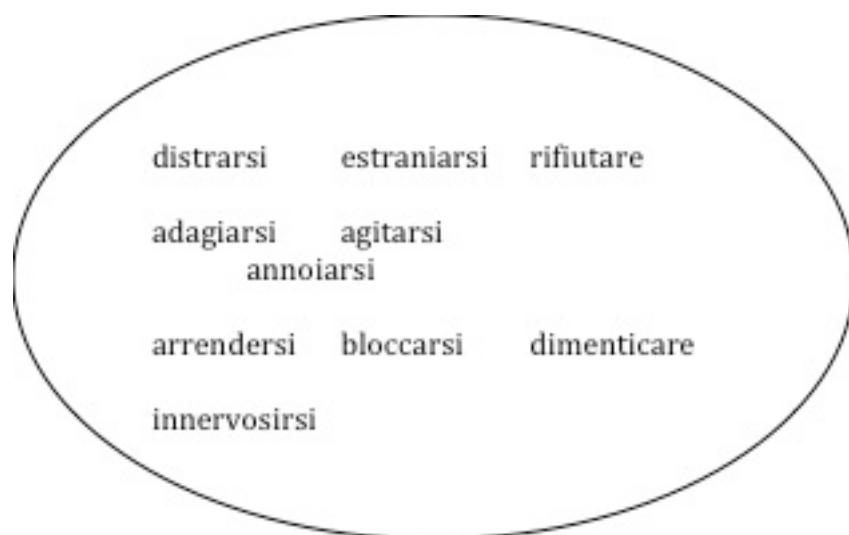 distrarsi estraniarsi rifiutare
adagiarsi agitarsi
annoiarsi
arrendersi bloccarsi dimenticare
innervosirsi